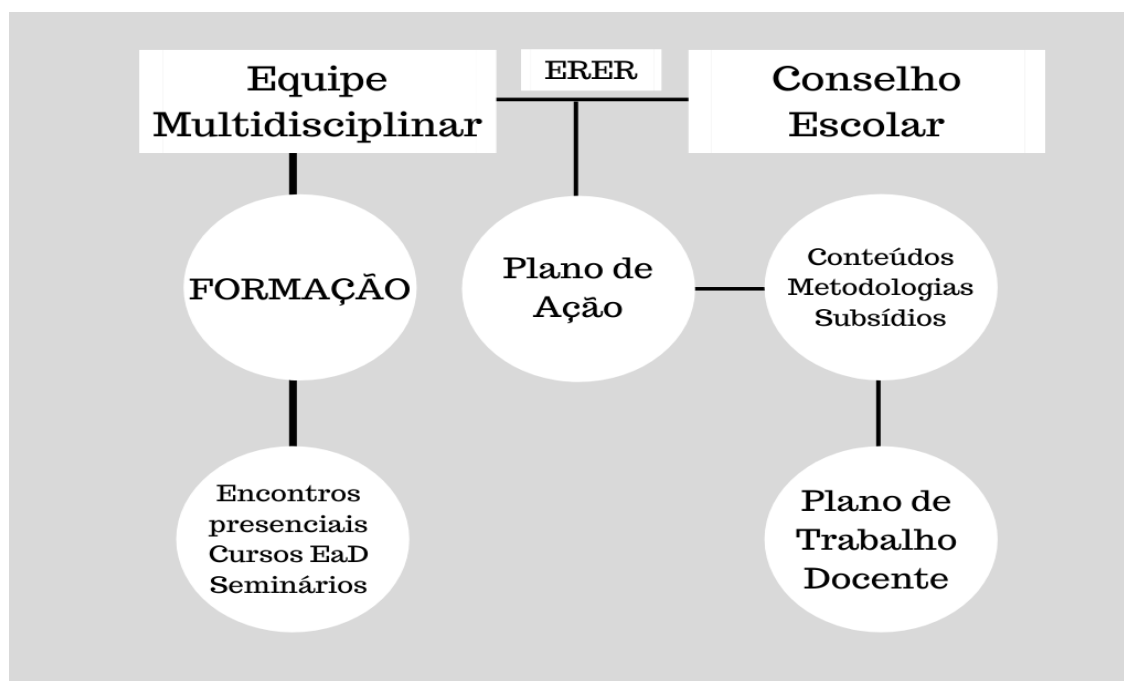 Equipe
Multidisciplinar
ERER
Conselho
Escolar
FORMAÇÃO
Plano de
Ação
Conteúdos
Metodologias
Subsídios
Encontros
presenciais
Cursos EaD
Seminários
Plano de
Trabalho
Docente